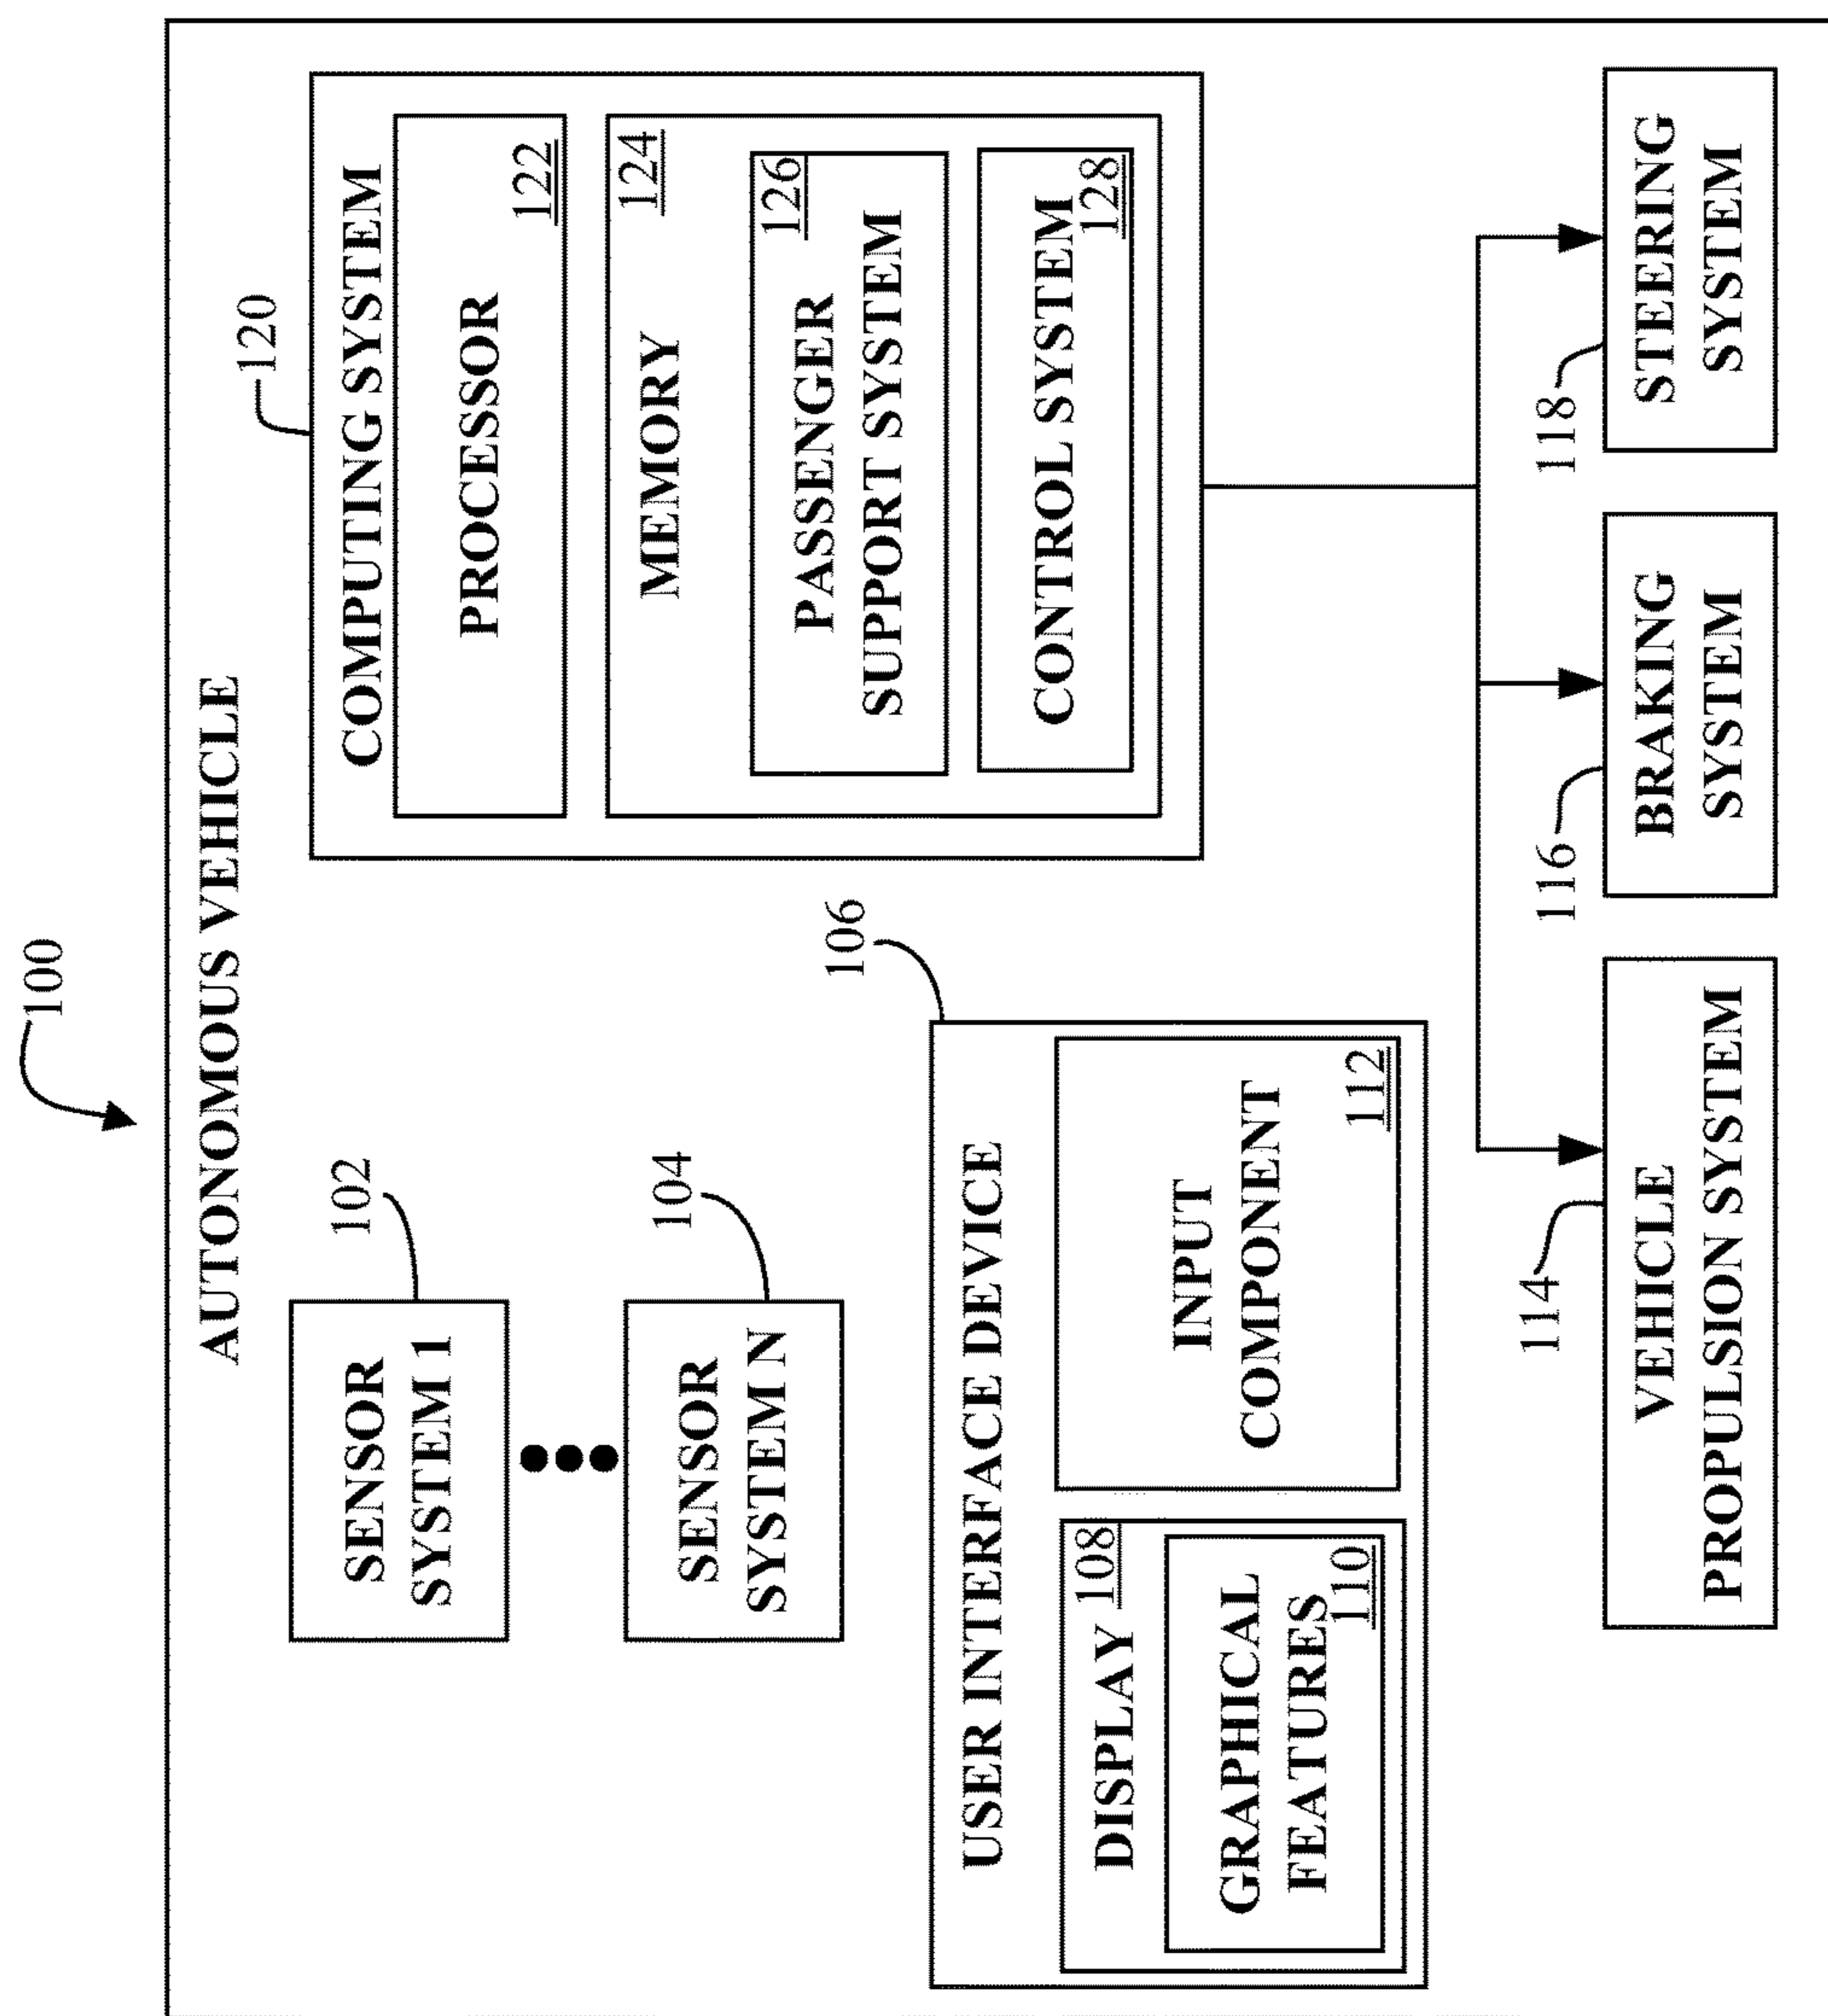 100
AUTONOMOUS VEHICLE
102
SENSOR
SYSTEM 1
104
SENSOR
SYSTEM N
120
COMPUTING SYSTEM
PROCESSOR
122
MEMORY
124
PASSENGER
SUPPORT SYSTEM
126
CONTROL SYSTEM
128
106
USER INTERFACE DEVICE
DISPLAY 108
GRAPHICAL
FEATURES
110
INPUT
COMPONENT
112
114
VEHICLE
PROPULSION SYSTEM
116
BRAKING
SYSTEM
118
STEERING
SYSTEM